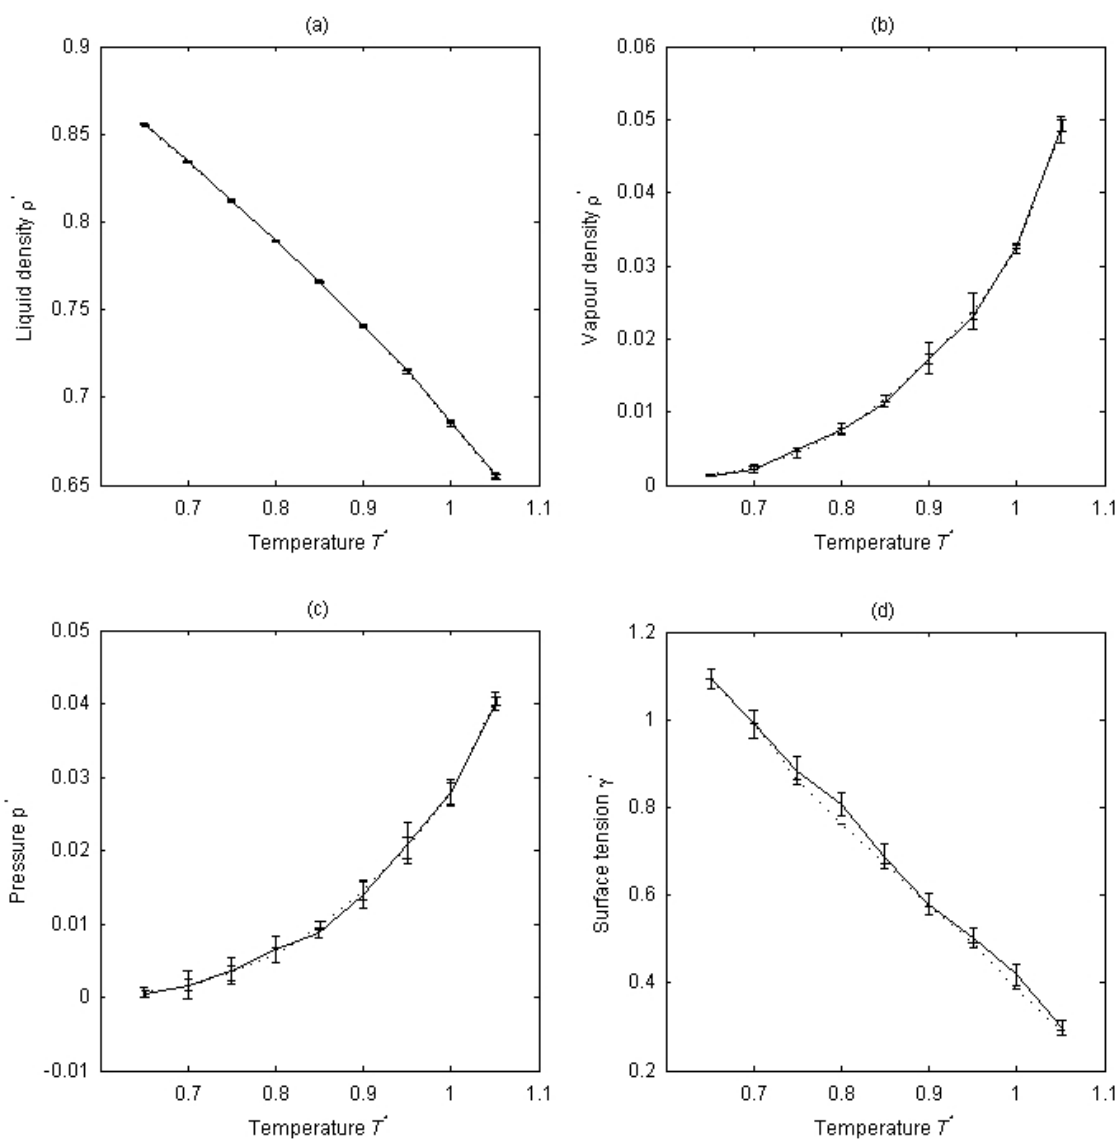 (a)
0.9
0.85
0.8
0.75
0.7
0.65
Liquid density ρ*
0.7 0.8 0.9 1 1.1
Temperature T*
(b)
0.06
0.05
0.04
0.03
0.02
0.01
0
Vapour density ρ*
0.7 0.8 0.9 1 1.1
Temperature T*
(c)
0.05
0.04
0.03
0.02
0.01
0
-0.01
Pressure p*
0.7 0.8 0.9 1 1.1
Temperature T*
(d)
1.2
1
0.8
0.6
0.4
0.2
Surface tension γ*
0.7 0.8 0.9 1 1.1
Temperature T*